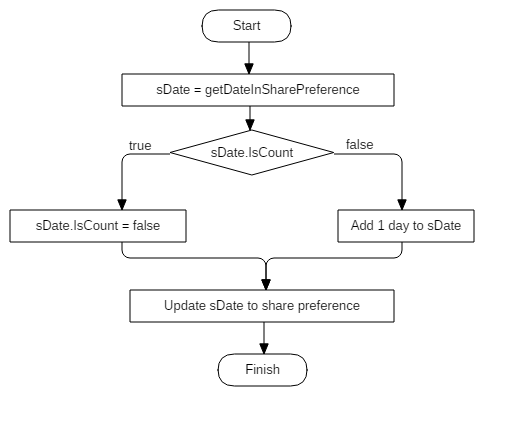 Start
sDate = getDateInSharePreference
sDate.IsCount
true
false
sDate.IsCount = false
Add 1 day to sDate
Update sDate to share preference
Finish